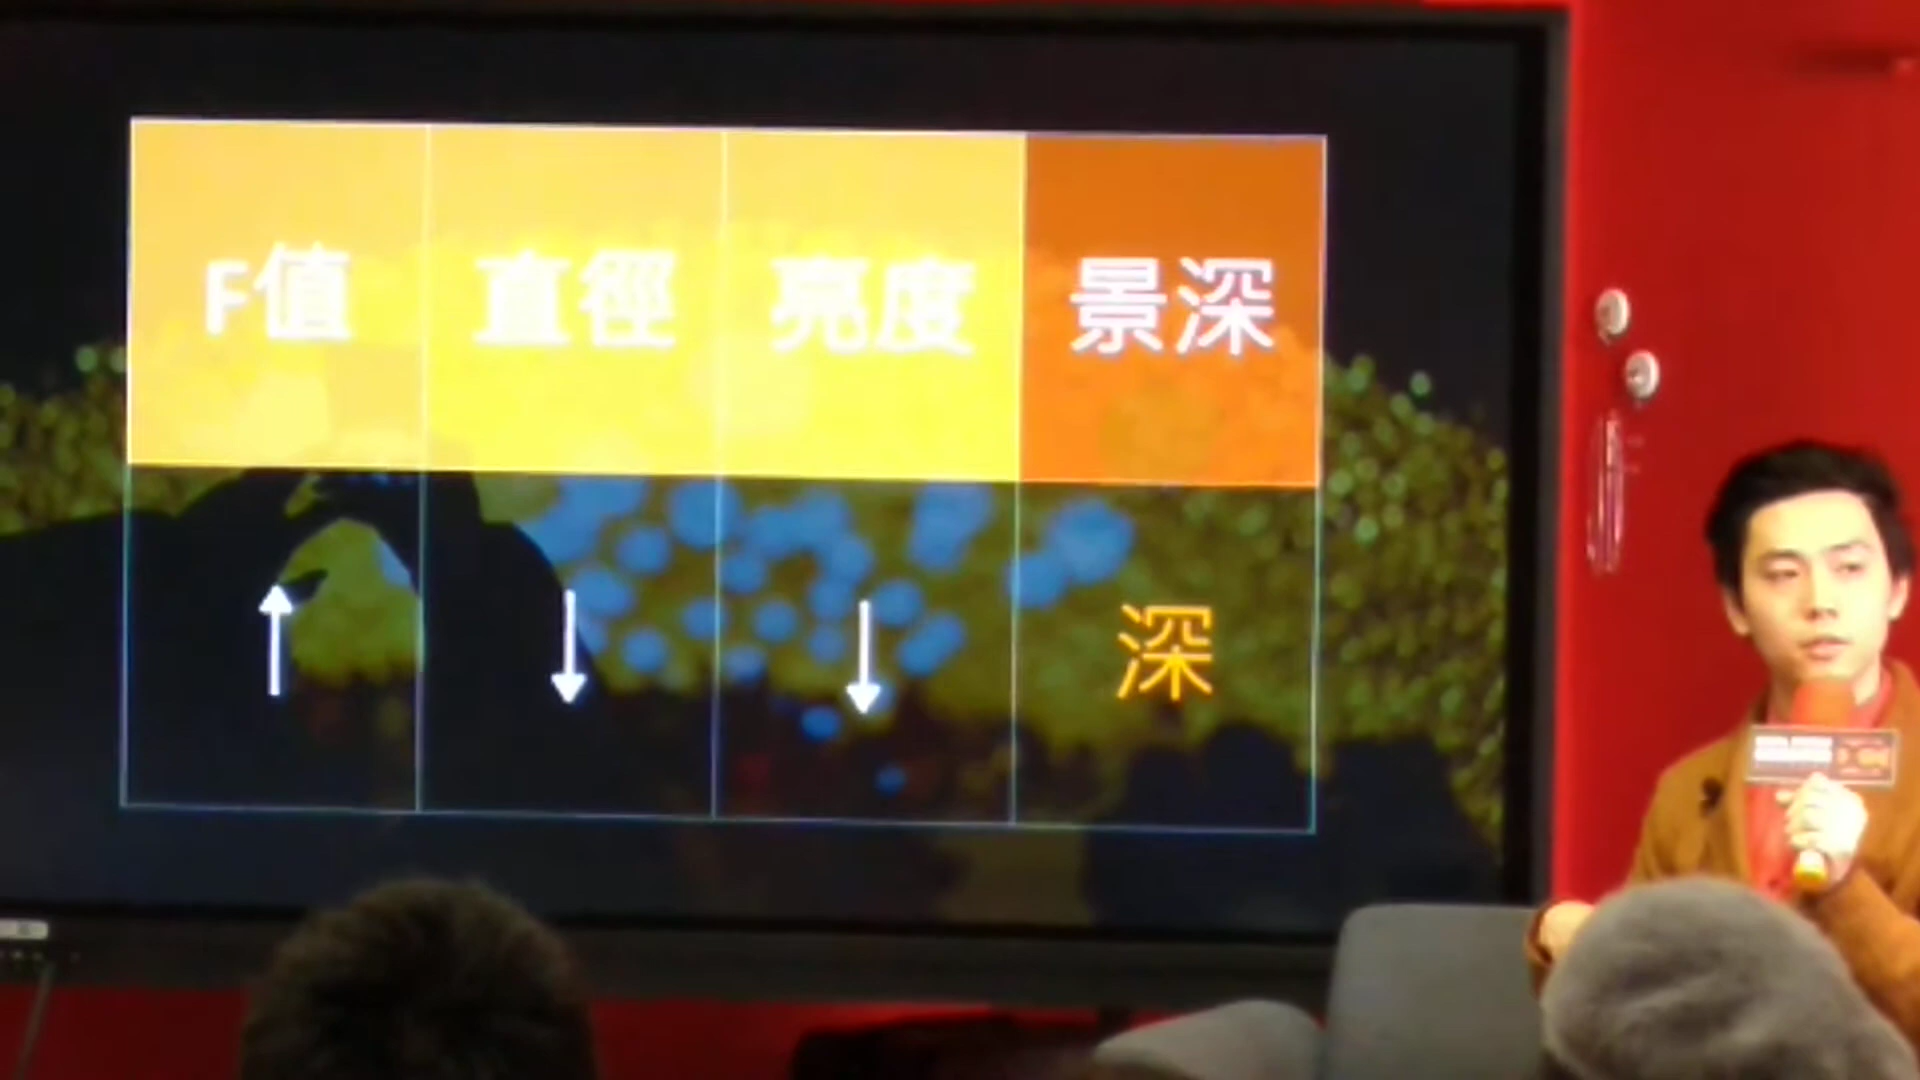 F值 直徑 亮度 景深
↑ ↓ ↓ 深